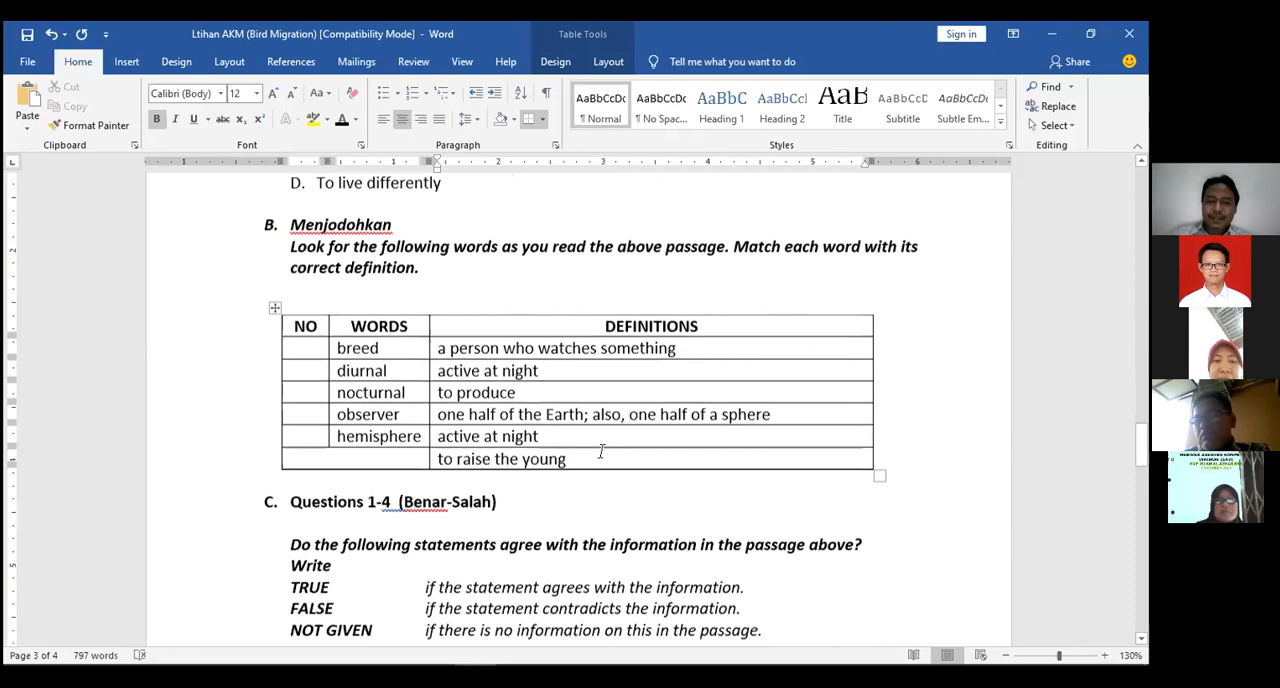 Ltihan AKM (Bird Migration) [Compatibility Mode] - Word
Table Tools
Sign in
File Home Insert Design Layout References Mailings Review View Help Design Layout Tell me what you want to do Share
Paste
Cut
Copy
Format Painter
Clipboard
Calibri (Body) 12
Font
Paragraph
AaBbCcDc AaBbCcDc AaBbC AaBbCcl AaB AaBbCcD AaBbCcDc
¶ Normal ¶ No Spac... Heading 1 Heading 2 Title Subtitle Subtle Em...
Styles
Find
Replace
Select
Editing
D. To live differently
B. Menjodohkan
Look for the following words as you read the above passage. Match each word with its
correct definition.
NO WORDS DEFINITIONS
breed a person who watches something
diurnal active at night
nocturnal to produce
observer one half of the Earth; also, one half of a sphere
hemisphere active at night
to raise the young
C. Questions 1-4 (Benar-Salah)
Do the following statements agree with the information in the passage above?
Write
TRUE if the statement agrees with the information.
FALSE if the statement contradicts the information.
NOT GIVEN if there is no information on this in the passage.
Page 3 of 4 797 words
130%